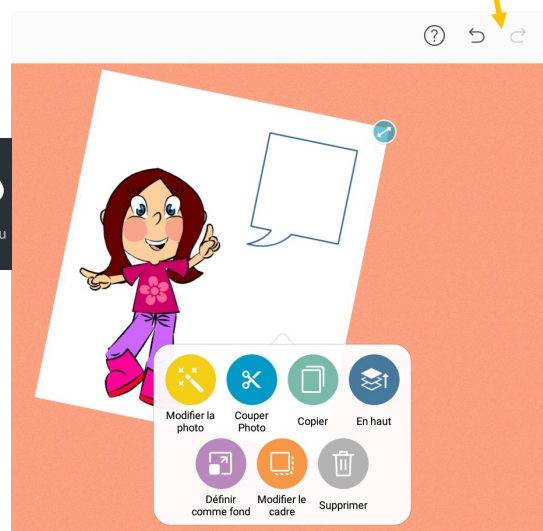 ?
u
Modifier la
photo
Couper
Photo
Copier
En haut
Définir
comme fond
Modifier le
cadre
Supprimer